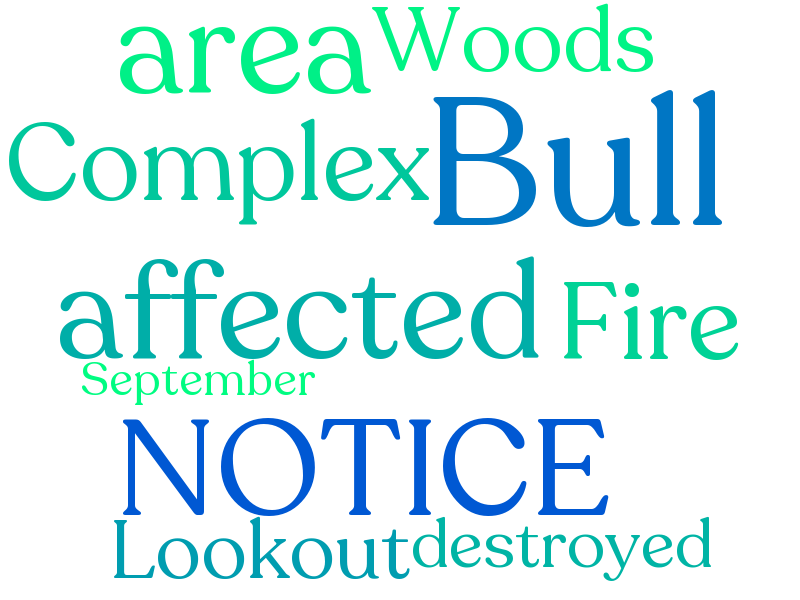 area Woods
Complex Bull
affected Fire
September
NOTICE
Lookout destroyed